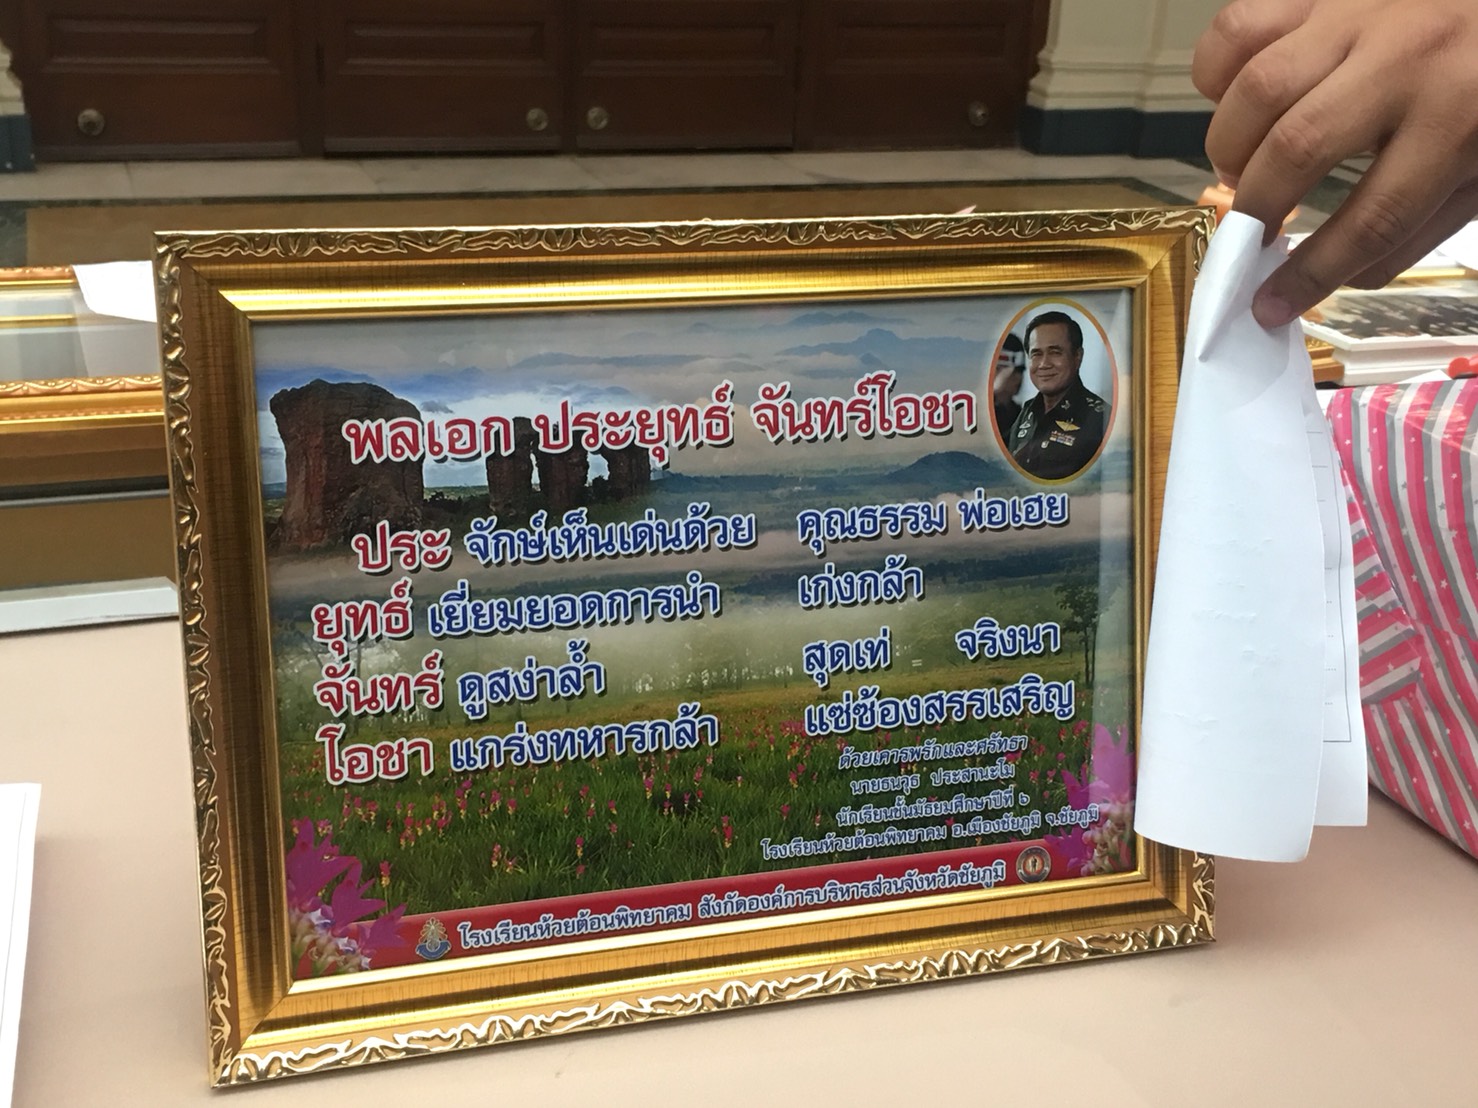 พลเอก ประยุทธ์ จันทร์โอชา
ประ จักษ์เห็นเด่นด้วย คุณธรรม พ่อเฮย
ยุทธ์ เยี่ยมยอดการนำ เก่งกล้า
จันทร์ ดูสง่าล้ำ สุดเท่ = จริงนา
โอชา แกร่งทหารกล้า แซ่ซ้องสรรเสริญ
ด้วยเคารพรักและศรัทธา
นายธนวุธ ประสานะโม
นักเรียนชั้นมัธยมศึกษาปีที่ ๖
โรงเรียนห้วยต้อนพิทยาคม อ.เมืองชัยภูมิ จ.ชัยภูมิ
โรงเรียนห้วยต้อนพิทยาคม สังกัดองค์การบริหารส่วนจังหวัดชัยภูมิ